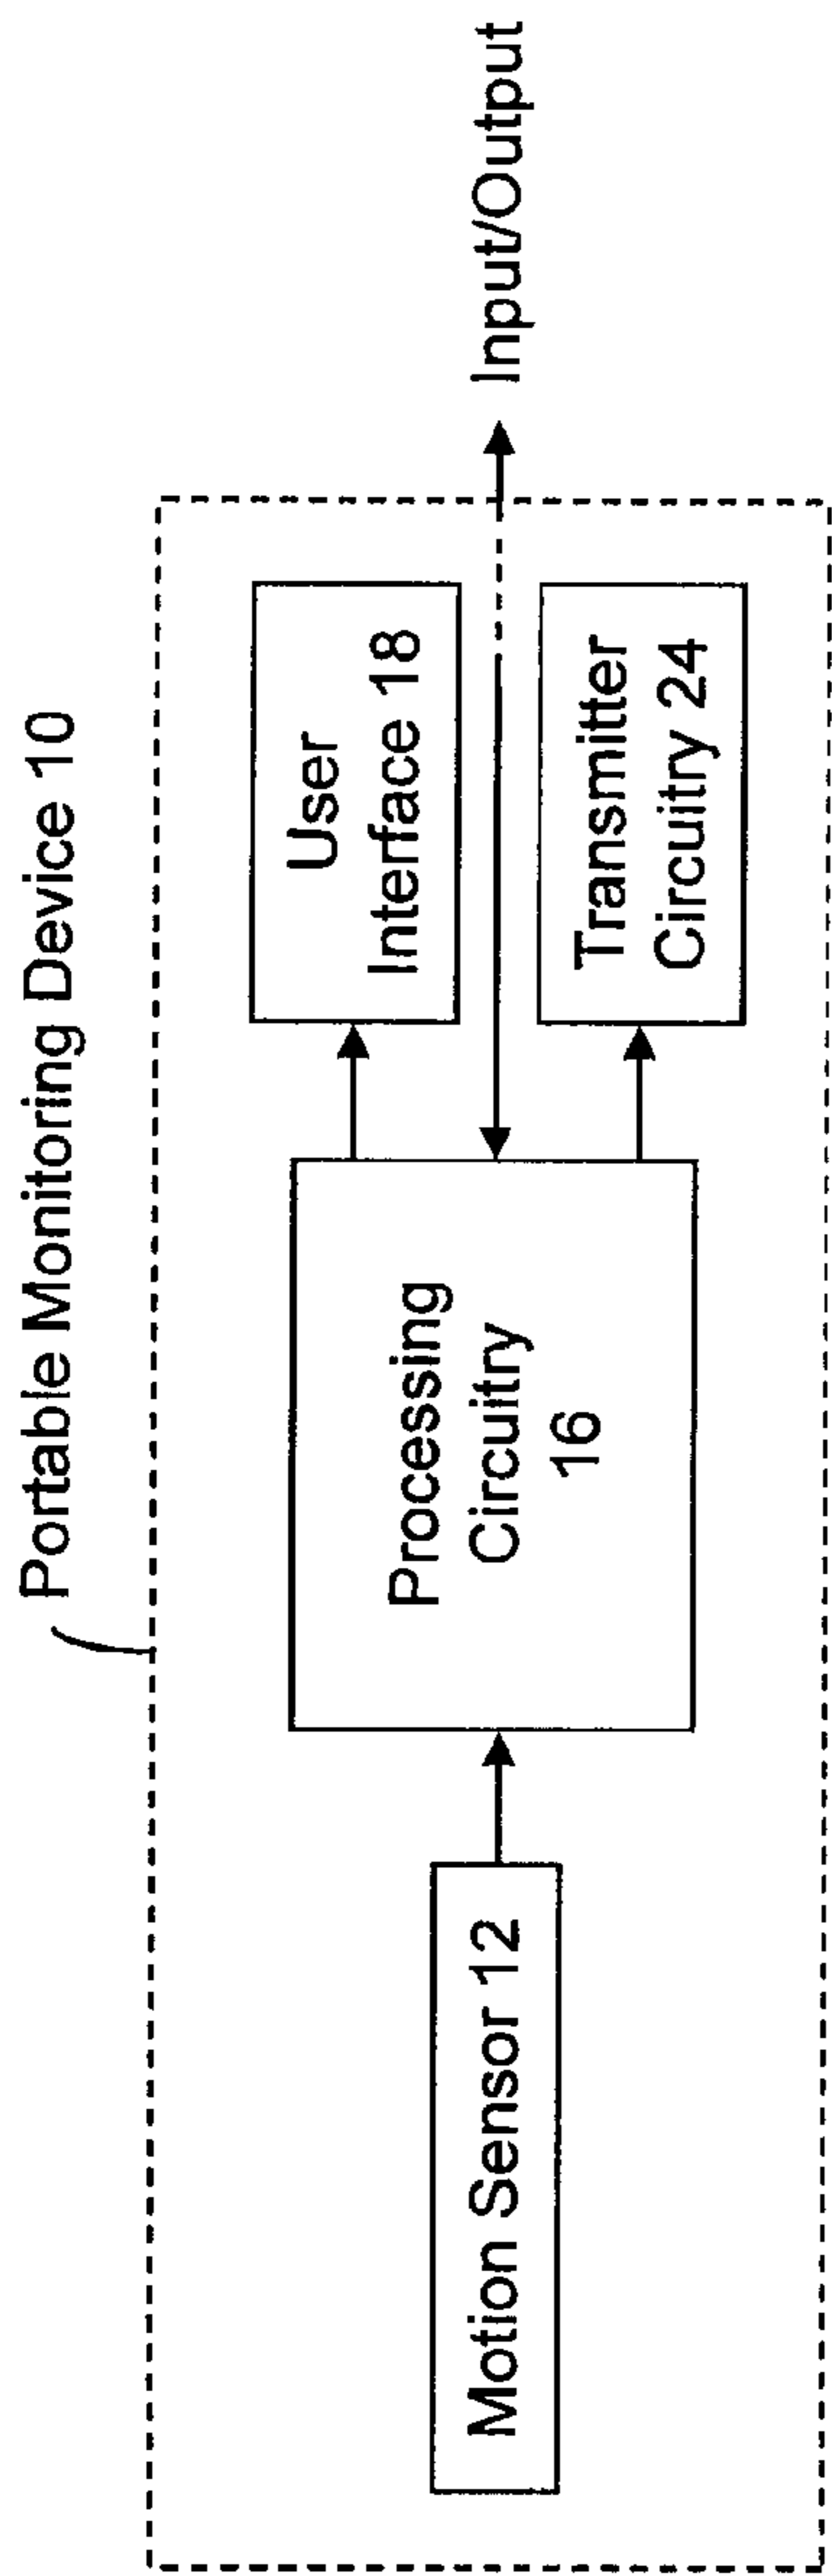 Portable Monitoring Device 10
Motion Sensor 12
Processing
Circuitry
16
User
Interface 18
Transmitter
Circuitry 24
Input/Output